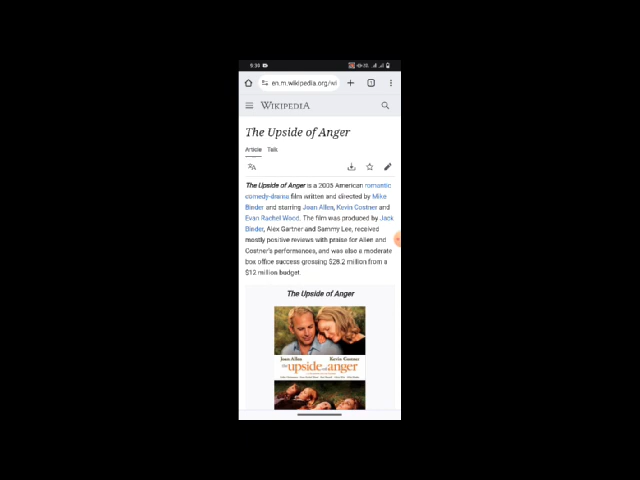 en.m.wikipedia.org/wi
WIKIPEDIA
The Upside of Anger
Article Talk
The Upside of Anger is a 2005 American romantic
comedy-drama film written and directed by Mike
Binder and starring Joan Allen, Kevin Costner and
Evan Rachel Wood. The film was produced by Jack
Binder, Alex Gartner and Sammy Lee, received
mostly positive reviews with praise for Allen and
Costner's performances, and was also a moderate
box office success grossing $28.2 million from a
$12 million budget.
The Upside of Anger
Joan Allen Kevin Costner
the upside of anger